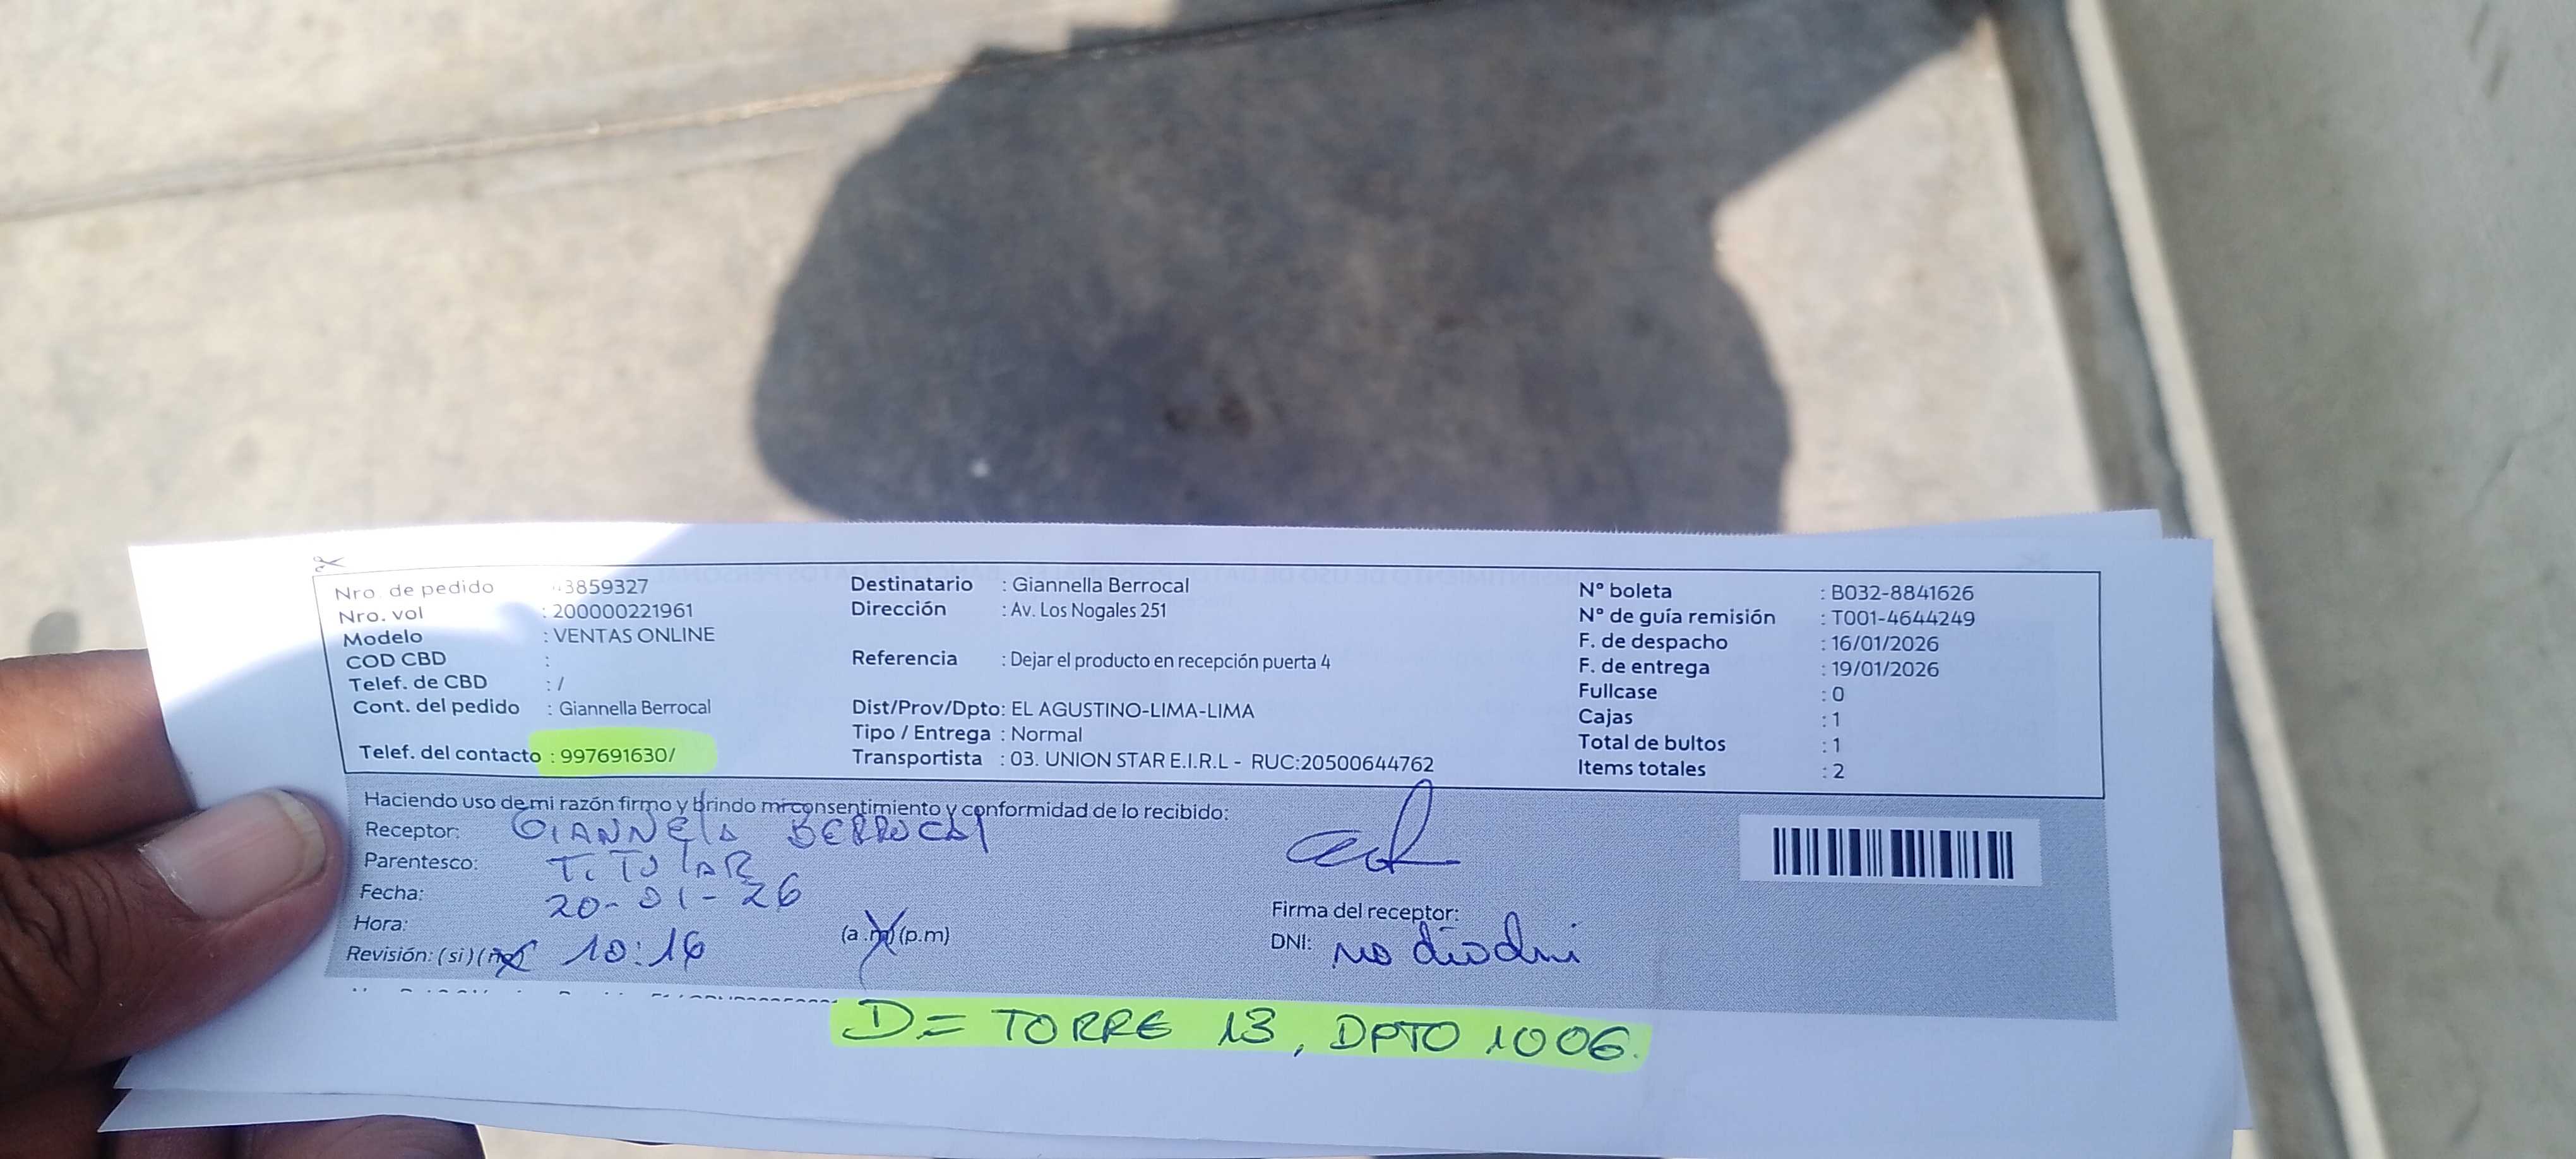 Nro. de pedido 3859327
Nro. vol : 200000221961
Modelo : VENTAS ONLINE
COD CBD :
Telef. de CBD : /
Cont. del pedido : Giannella Berrocal
Telef. del contacto : 997691630/
Destinatario : Giannella Berrocal
Dirección : Av. Los Nogales 251
Referencia : Dejar el producto en recepción puerta 4
Dist/Prov/Dpto: EL AGUSTINO-LIMA-LIMA
Tipo / Entrega : Normal
Transportista : 03. UNION STAR E.I.R.L - RUC:20500644762
Nº boleta : B032-8841626
Nº de guía remisión : T001-4644249
F. de despacho : 16/01/2026
F. de entrega : 19/01/2026
Fullcase : 0
Cajas : 1
Total de bultos : 1
Items totales : 2
Haciendo uso de mi razón firmo y brindo mi consentimiento y conformidad de lo recibido:
Receptor: GIANNELA BERROCAL
Parentesco: TITULAR
Fecha: 20-01-26
Hora: 10:16 (a.m) (p.m)
Revisión: (si) (no)
Firma del receptor:
DNI: no dio dni
D= TORRE 13, DPTO 1006.